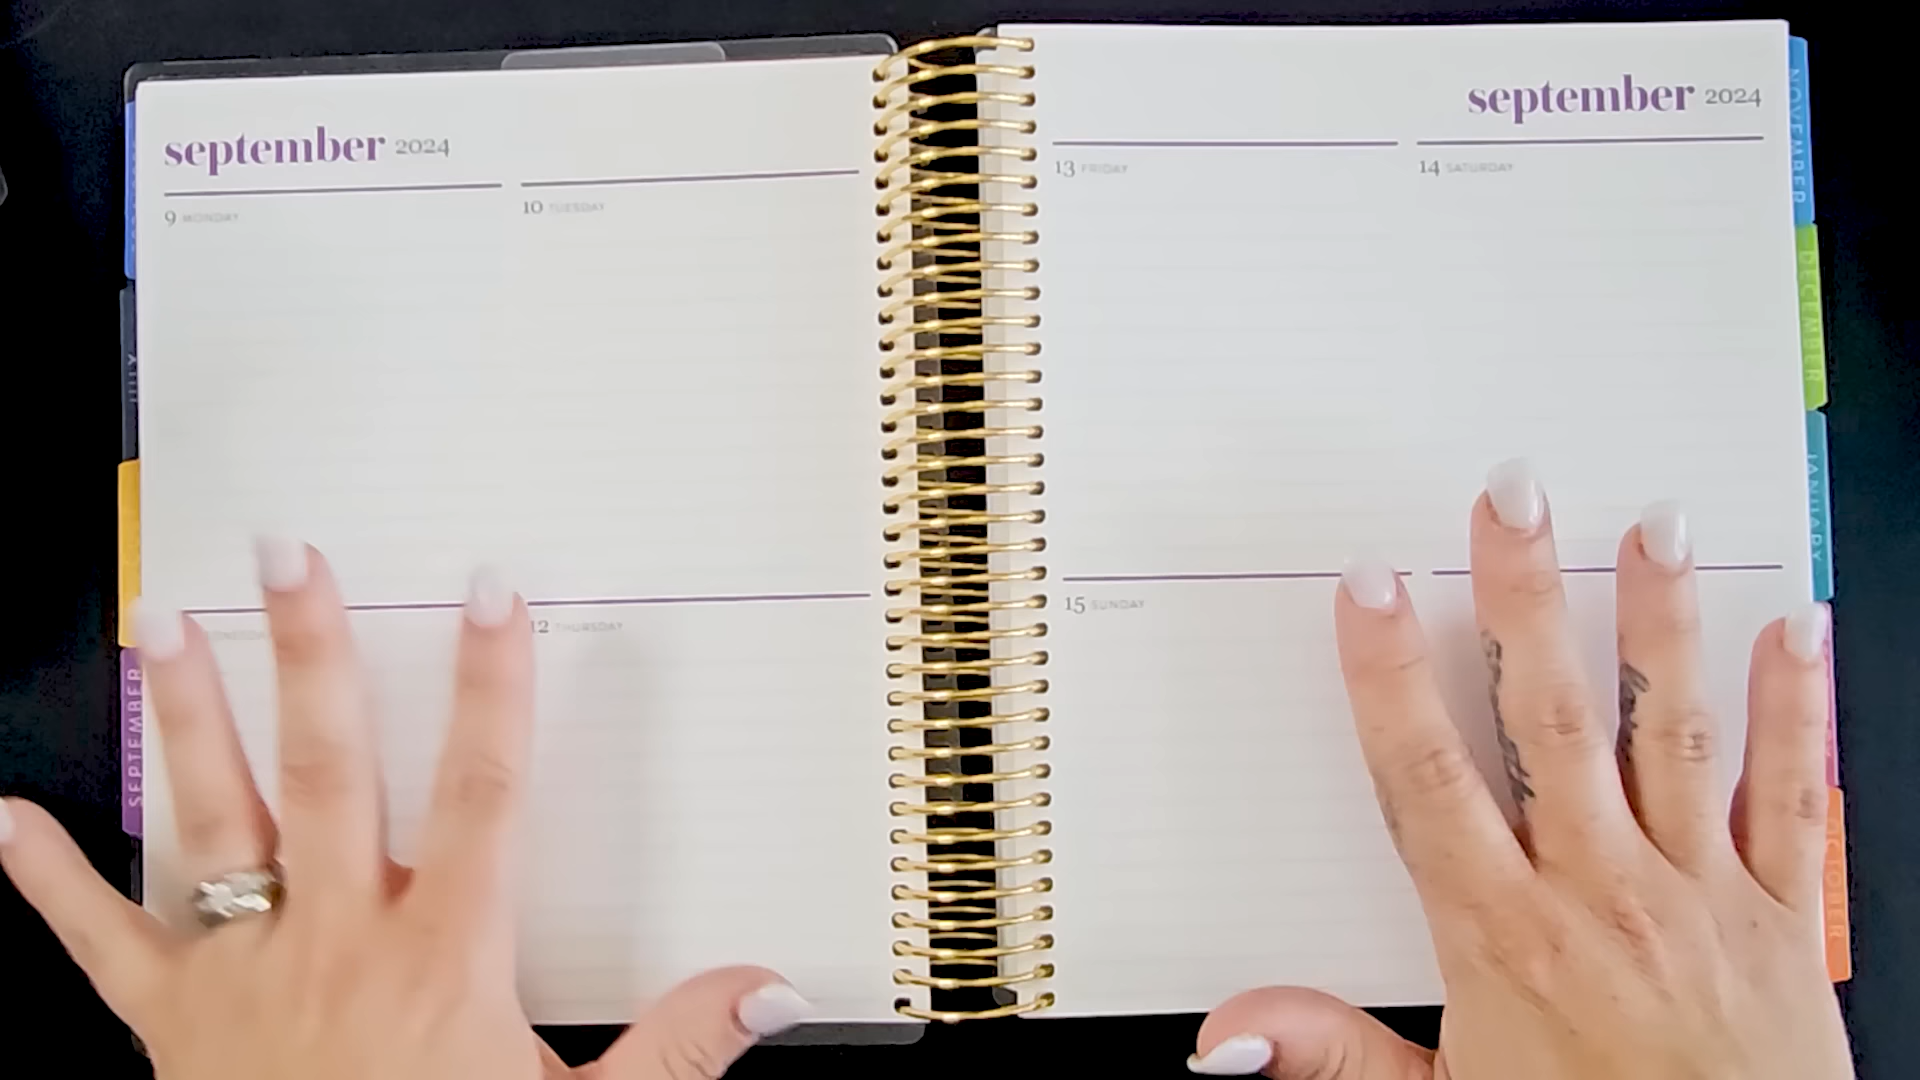 september 2024
9 MONDAY
10 TUESDAY
12 THURSDAY
september 2024
13 FRIDAY
14 SATURDAY
15 SUNDAY
JULY
SEPTEMBER
NOVEMBER
DECEMBER
JANUARY
OCTOBER